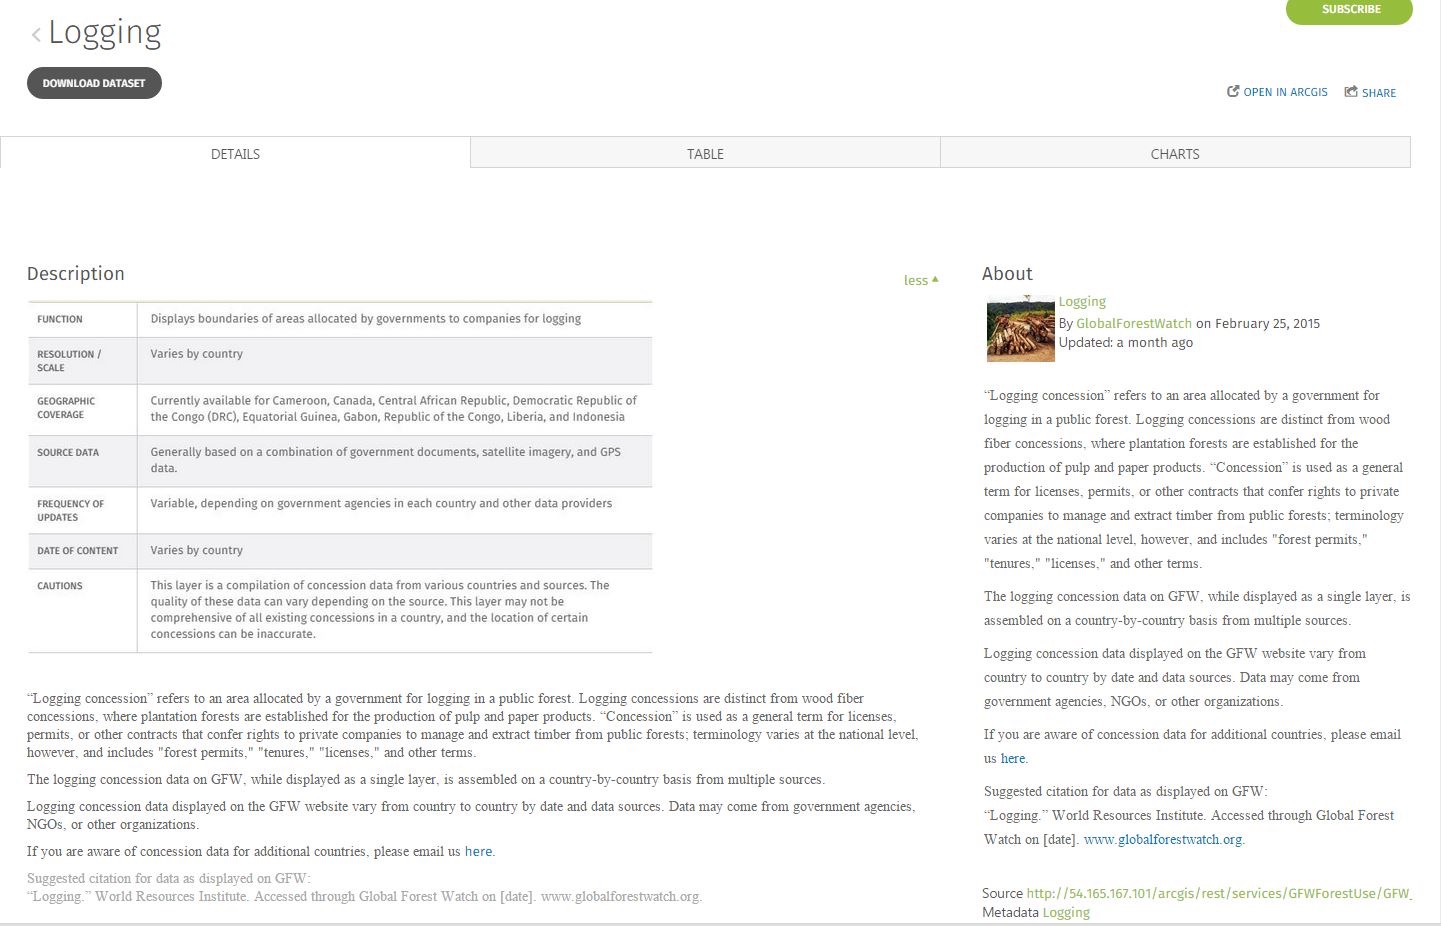 Logging
SUBSCRIBE
DOWNLOAD DATASET
OPEN IN ARCGIS
SHARE
DETAILS
TABLE
CHARTS
Description
less
FUNCTION
Displays boundaries of areas allocated by governments to companies for logging
RESOLUTION /
SCALE
Varies by country
GEOGRAPHIC
COVERAGE
Currently available for Cameroon, Canada, Central African Republic, Democratic Republic of
the Congo (DRC), Equatorial Guinea, Gabon, Republic of the Congo, Liberia, and Indonesia
SOURCE DATA
Generally based on a combination of government documents, satellite imagery, and GPS
data.
FREQUENCY OF
UPDATES
Variable, depending on government agencies in each country and other data providers
DATE OF CONTENT
Varies by country
CAUTIONS
This layer is a compilation of concession data from various countries and sources. The
quality of these data can vary depending on the source. This layer may not be
comprehensive of all existing concessions in a country, and the location of certain
concessions can be inaccurate.
“Logging concession” refers to an area allocated by a government for logging in a public forest. Logging concessions are distinct from wood fiber
concessions, where plantation forests are established for the production of pulp and paper products. “Concession” is used as a general term for licenses,
permits, or other contracts that confer rights to private companies to manage and extract timber from public forests; terminology varies at the national level,
however, and includes "forest permits," "tenures," "licenses," and other terms.
The logging concession data on GFW, while displayed as a single layer, is assembled on a country-by-country basis from multiple sources.
Logging concession data displayed on the GFW website vary from country to country by date and data sources. Data may come from government agencies,
NGOs, or other organizations.
If you are aware of concession data for additional countries, please email us here.
Suggested citation for data as displayed on GFW:
“Logging.” World Resources Institute. Accessed through Global Forest Watch on [date]. www.globalforestwatch.org.
About
Logging
By GlobalForestWatch on February 25, 2015
Updated: a month ago
“Logging concession” refers to an area allocated by a government for
logging in a public forest. Logging concessions are distinct from wood
fiber concessions, where plantation forests are established for the
production of pulp and paper products. “Concession” is used as a general
term for licenses, permits, or other contracts that confer rights to private
companies to manage and extract timber from public forests; terminology
varies at the national level, however, and includes "forest permits,"
"tenures," "licenses," and other terms.
The logging concession data on GFW, while displayed as a single layer, is
assembled on a country-by-country basis from multiple sources.
Logging concession data displayed on the GFW website vary from
country to country by date and data sources. Data may come from
government agencies, NGOs, or other organizations.
If you are aware of concession data for additional countries, please email
us here.
Suggested citation for data as displayed on GFW:
“Logging.” World Resources Institute. Accessed through Global Forest
Watch on [date]. www.globalforestwatch.org.
Source http://54.165.167.101/arcgis/rest/services/GFWForestUse/GFW_
Metadata Logging